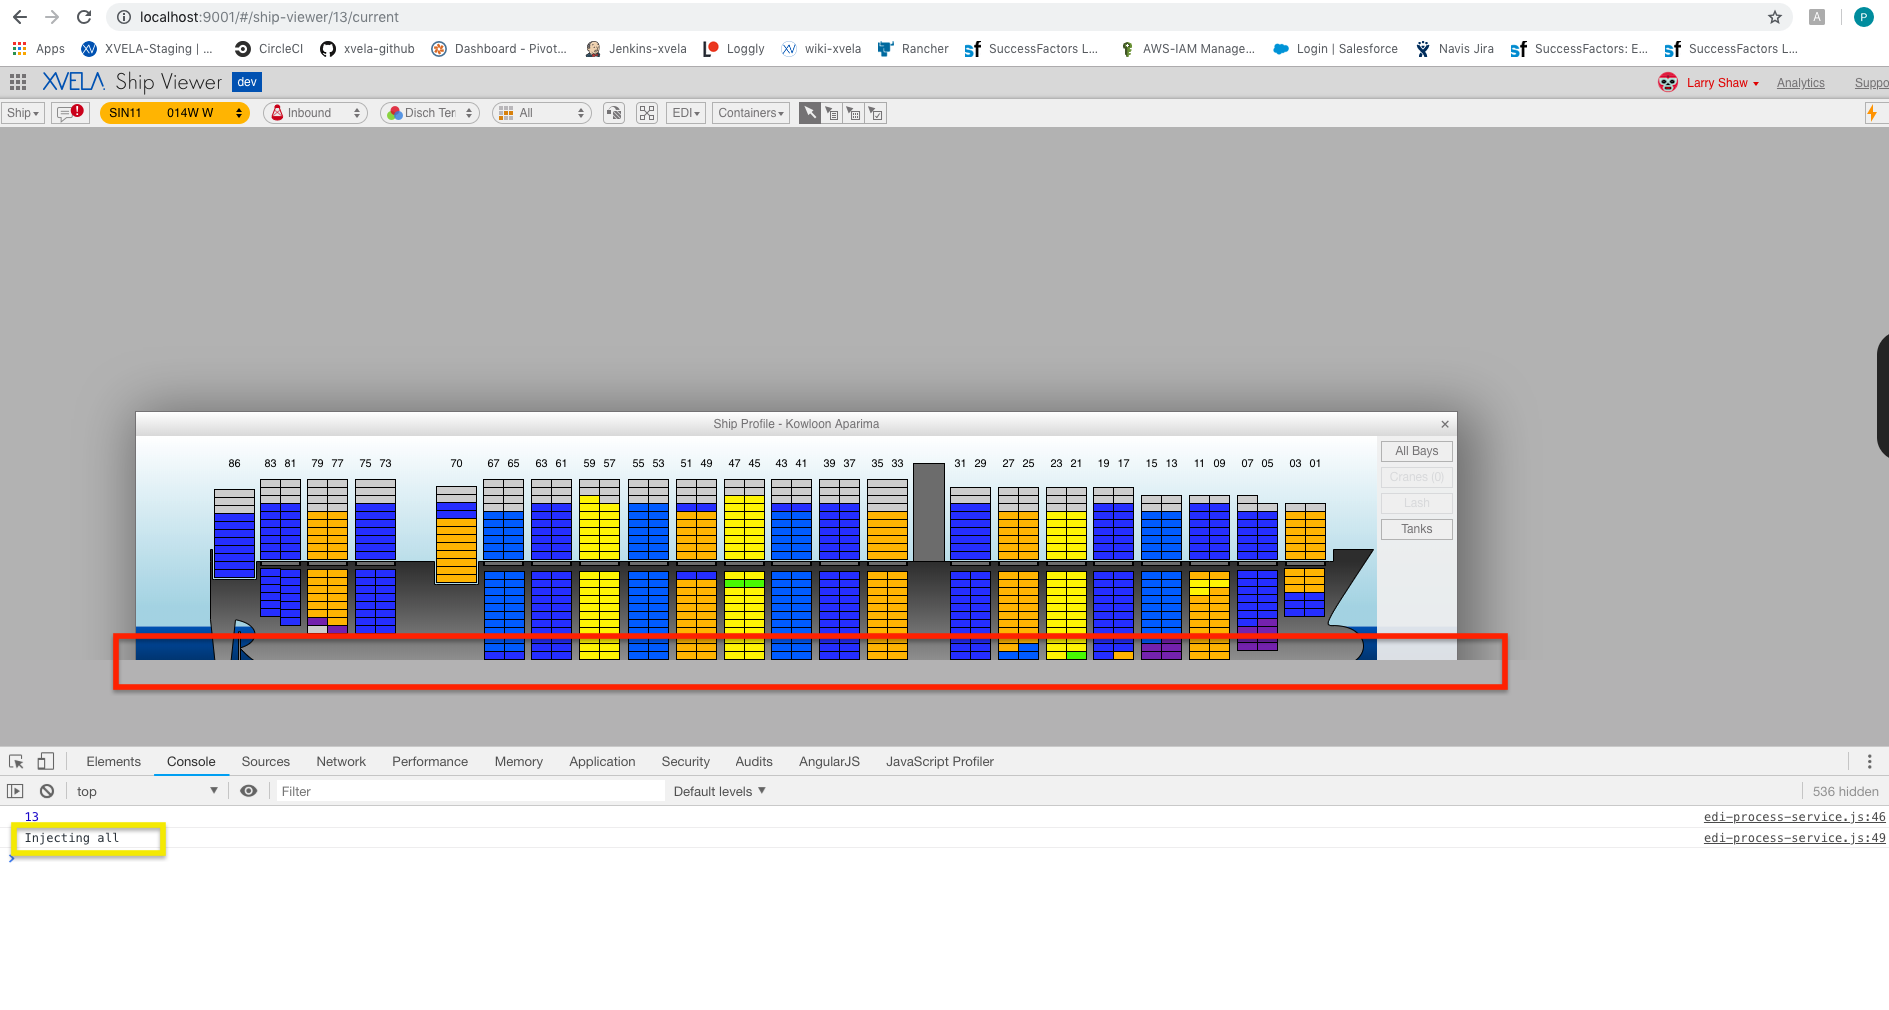 localhost:9001/#/ship-viewer/13/current A P
Apps XVELA-Staging | ... CircleCI xvela-github Dashboard - Pivot... Jenkins-xvela Loggly wiki-xvela Rancher SuccessFactors L... AWS-IAM Manage... Login | Salesforce Navis Jira SuccessFactors: E... SuccessFactors L...
XVELA Ship Viewer dev Larry Shaw Analytics Suppo
Ship SIN11 014W W Inbound Disch Ter All EDI Containers
Ship Profile - Kowloon Aparima
86 83 81 79 77 75 73 70 67 65 63 61 59 57 55 53 51 49 47 45 43 41 39 37 35 33 31 29 27 25 23 21 19 17 15 13 11 09 07 05 03 01
All Bays
Cranes (0)
Lash
Tanks
Elements Console Sources Network Performance Memory Application Security Audits AngularJS JavaScript Profiler
top Filter Default levels 536 hidden
13 edi-process-service.js:46
Injecting all edi-process-service.js:49